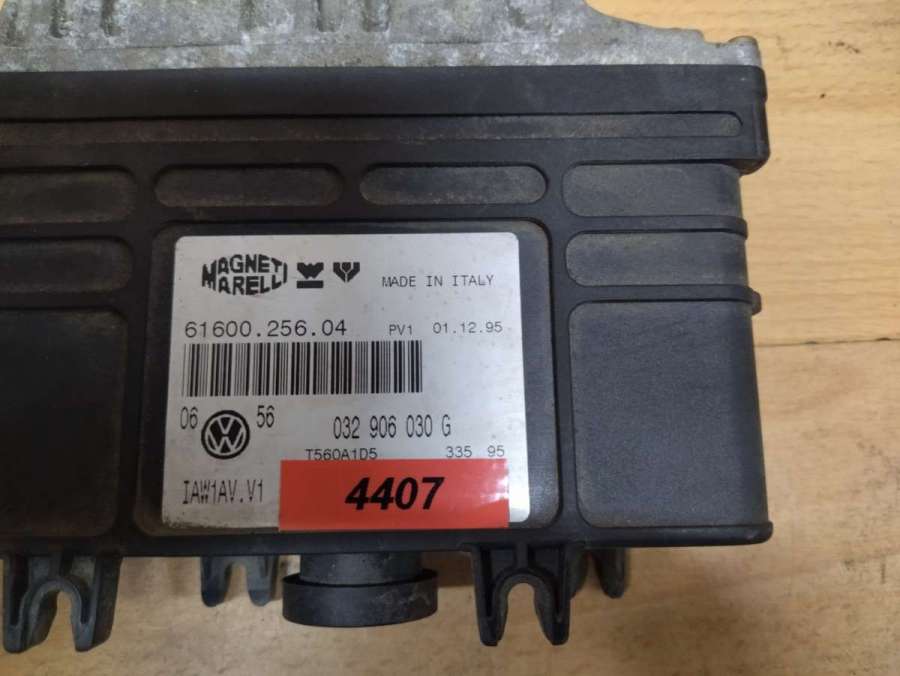 MAGNETI
MARELLI
MADE IN ITALY
61600.256.04 PV1 01.12.95
06 56
032 906 030 G
T560A1D5 335 95
IAW1AV.V1
4407